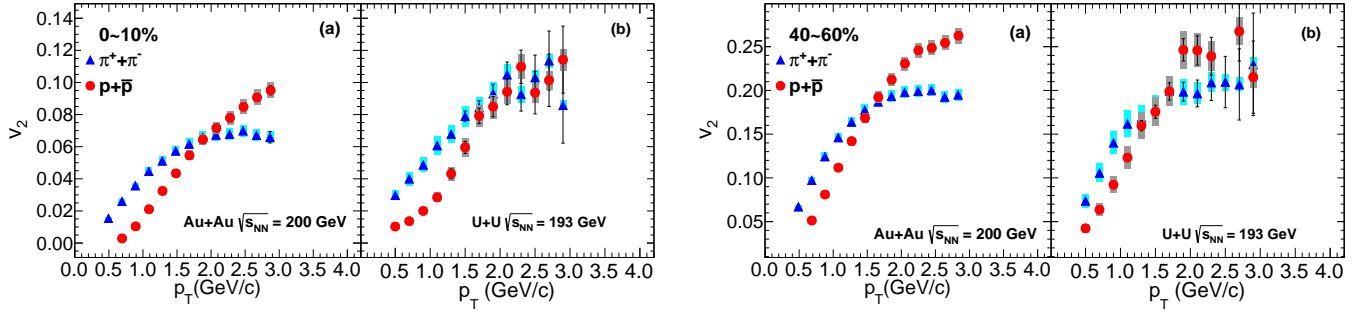 0.14
0.12
0.10
0.08
0.06
0.04
0.02
0.00
v₂
0~10%
π⁺+π⁻
p+p̅
(a)
Au+Au √sNN = 200 GeV
0.0 0.5 1.0 1.5 2.0 2.5 3.0 3.5 4.0
p_T(GeV/c)
(b)
U+U √sNN = 193 GeV
0.5 1.0 1.5 2.0 2.5 3.0 3.5 4.0
p_T(GeV/c)
0.25
0.20
0.15
0.10
0.05
v₂
40~60%
π⁺+π⁻
p+p̅
(a)
Au+Au √sNN = 200 GeV
0.0 0.5 1.0 1.5 2.0 2.5 3.0 3.5 4.0
p_T(GeV/c)
(b)
U+U √sNN = 193 GeV
0.5 1.0 1.5 2.0 2.5 3.0 3.5 4.0
p_T(GeV/c)